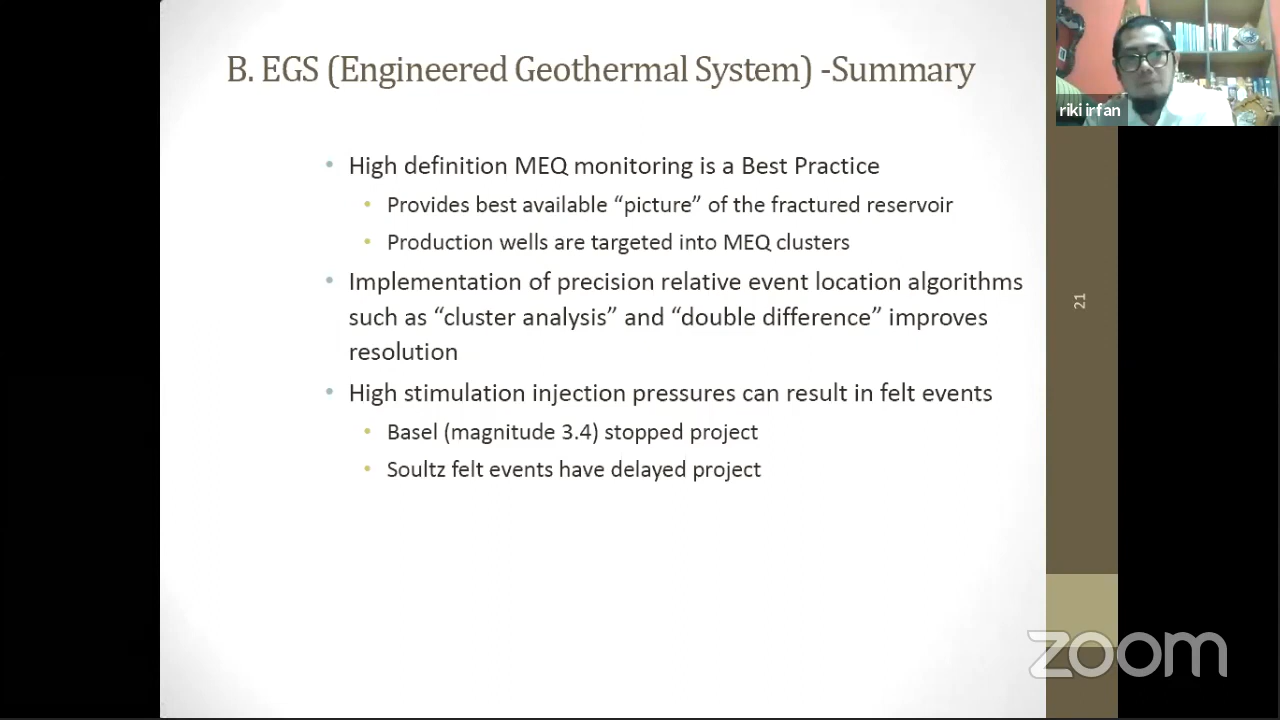 B. EGS (Engineered Geothermal System) -Summary
riki irfan
• High definition MEQ monitoring is a Best Practice
• Provides best available “picture” of the fractured reservoir
• Production wells are targeted into MEQ clusters
• Implementation of precision relative event location algorithms
such as “cluster analysis” and “double difference” improves
resolution
• High stimulation injection pressures can result in felt events
• Basel (magnitude 3.4) stopped project
• Soultz felt events have delayed project
21
zoom